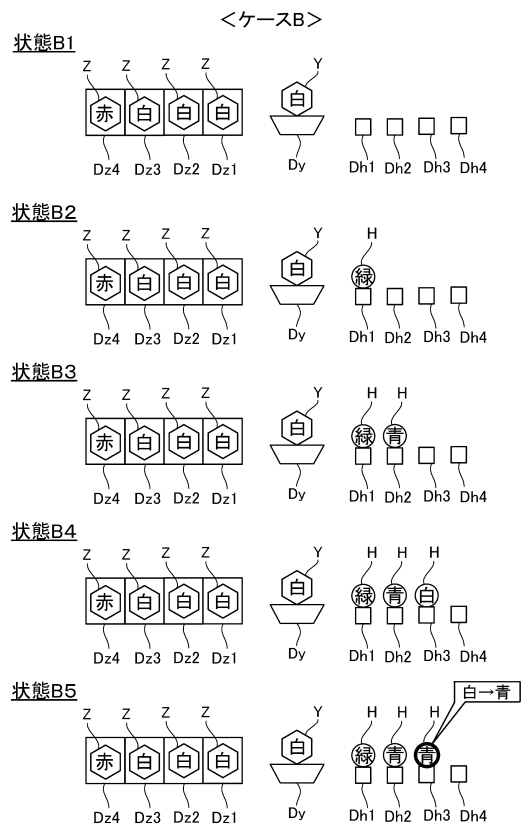 ＜ケースB＞
状態B1
Z Z Z Z Y
赤 白 白 白 白
Dz4 Dz3 Dz2 Dz1 Dy Dh1 Dh2 Dh3 Dh4
状態B2
Z Z Z Z Y H
赤 白 白 白 白 緑
Dz4 Dz3 Dz2 Dz1 Dy Dh1 Dh2 Dh3 Dh4
状態B3
Z Z Z Z Y H H
赤 白 白 白 白 緑 青
Dz4 Dz3 Dz2 Dz1 Dy Dh1 Dh2 Dh3 Dh4
状態B4
Z Z Z Z Y H H H
赤 白 白 白 白 緑 青 白
Dz4 Dz3 Dz2 Dz1 Dy Dh1 Dh2 Dh3 Dh4
状態B5
白→青
Z Z Z Z Y H H H
赤 白 白 白 白 緑 青 青
Dz4 Dz3 Dz2 Dz1 Dy Dh1 Dh2 Dh3 Dh4